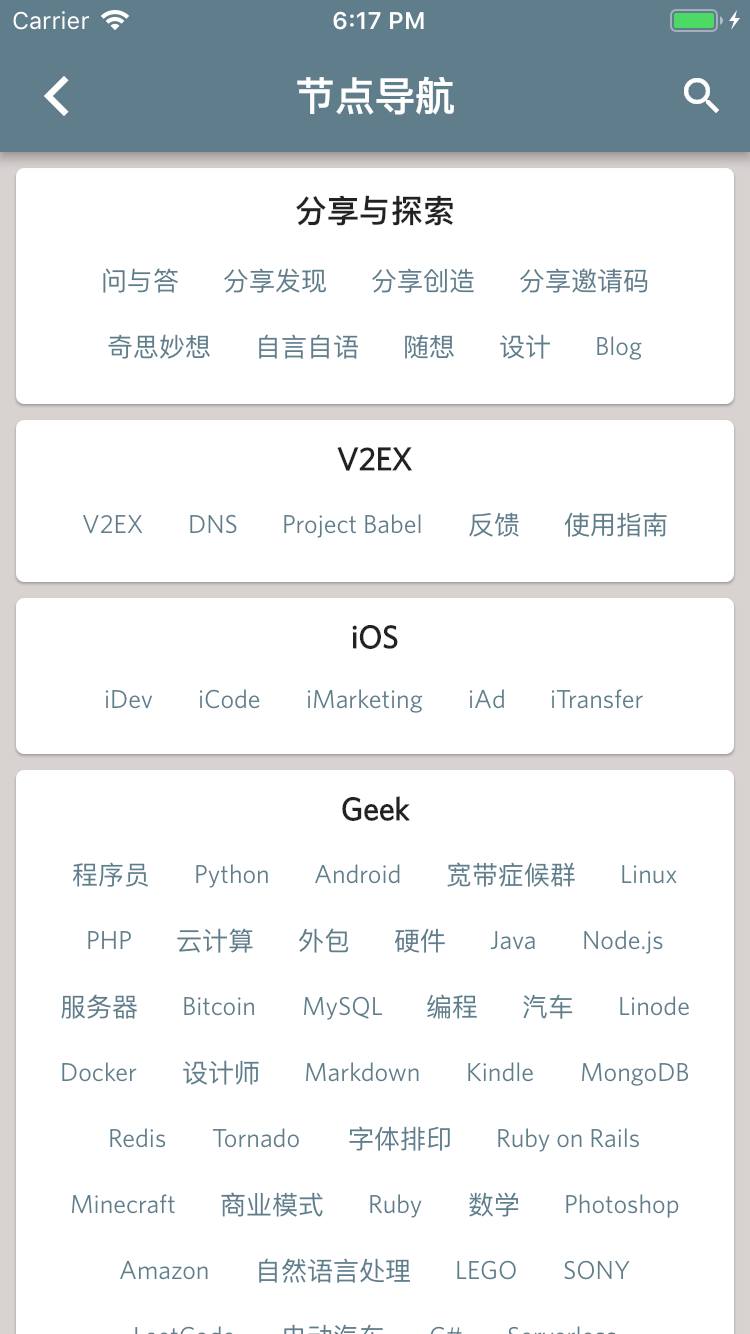 Carrier 6:17 PM
节点导航
分享与探索
问与答 分享发现 分享创造 分享邀请码
奇思妙想 自言自语 随想 设计 Blog
V2EX
V2EX DNS Project Babel 反馈 使用指南
iOS
iDev iCode iMarketing iAd iTransfer
Geek
程序员 Python Android 宽带症候群 Linux
PHP 云计算 外包 硬件 Java Node.js
服务器 Bitcoin MySQL 编程 汽车 Linode
Docker 设计师 Markdown Kindle MongoDB
Redis Tornado 字体排印 Ruby on Rails
Minecraft 商业模式 Ruby 数学 Photoshop
Amazon 自然语言处理 LEGO SONY
LeetCode 电动汽车 C# Serverless